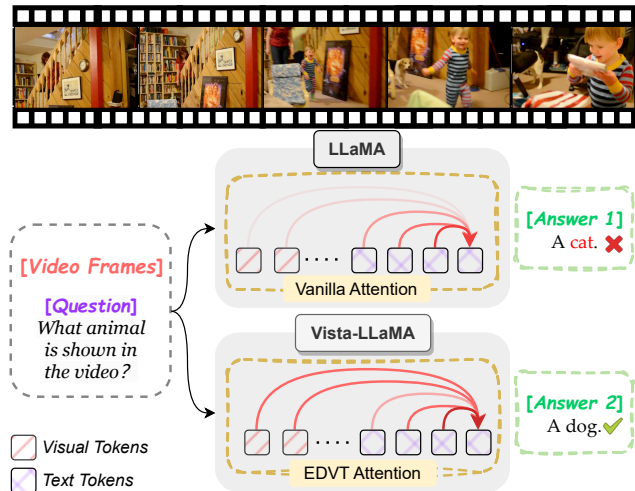 LLaMA
Vanilla Attention
[Video Frames]
[Question]
What animal
is shown in
the video?
[Answer 1]
A cat.
Vista-LLaMA
EDVT Attention
[Answer 2]
A dog.
Visual Tokens
Text Tokens